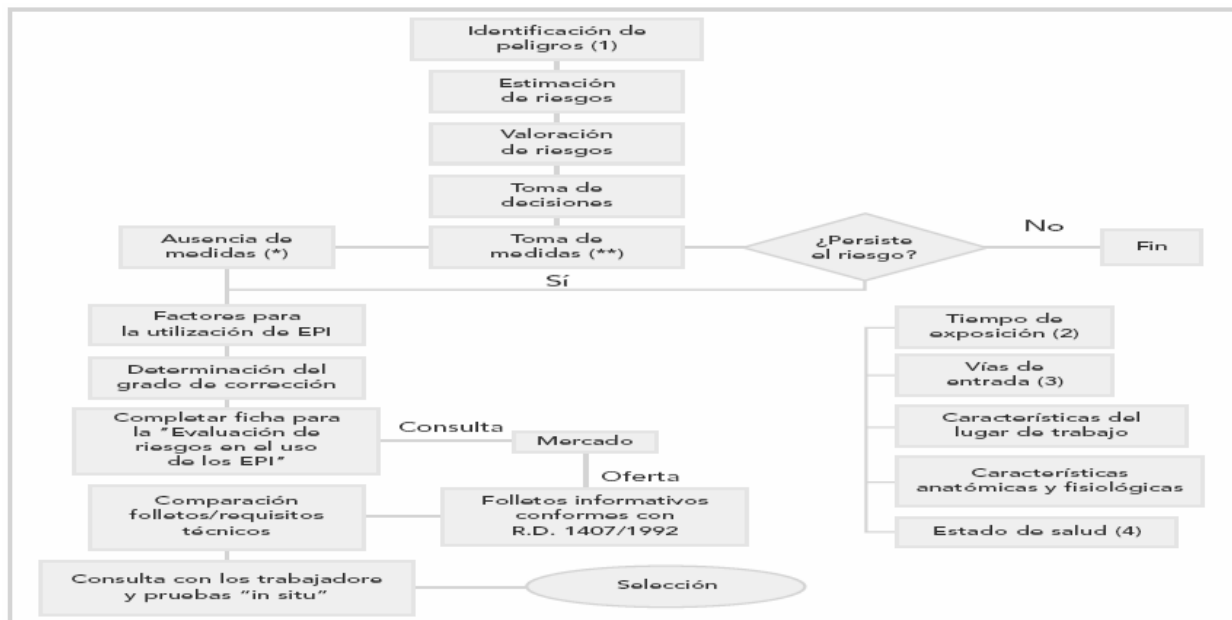 Identificación de
peligros (1)
Estimación
de riesgos
Valoración
de riesgos
Toma de
decisiones
Ausencia de
medidas (*)
Toma de
medidas (**)
¿Persiste
el riesgo?
No
Fin
Sí
Factores para
la utilización de EPI
Determinación del
grado de corrección
Completar ficha para
la "Evaluación de
riesgos en el uso
de los EPI"
Consulta
Mercado
Oferta
Comparación
folletos/requisitos
técnicos
Folletos informativos
conformes con
R.D. 1407/1992
Consulta con los trabajadore
y pruebas "in situ"
Selección
Tiempo de
exposición (2)
Vías de
entrada (3)
Características del
lugar de trabajo
Características
anatómicas y fisiológicas
Estado de salud (4)